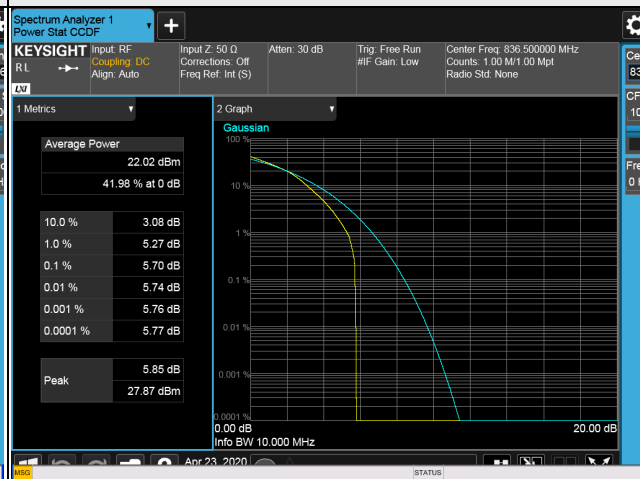 Spectrum Analyzer 1
Power Stat CCDF
+
KEYSIGHT
R L
LXI
Input: RF
Coupling: DC
Align: Auto
Input Z: 50 Ω
Corrections: Off
Freq Ref: Int (S)
Atten: 30 dB
Trig: Free Run
#IF Gain: Low
Center Freq: 836.500000 MHz
Counts: 1.00 M/1.00 Mpt
Radio Std: None
1 Metrics
Average Power
22.02 dBm
41.98 % at 0 dB
10.0 % 3.08 dB
1.0 % 5.27 dB
0.1 % 5.70 dB
0.01 % 5.74 dB
0.001 % 5.76 dB
0.0001 % 5.77 dB
Peak
5.85 dB
27.87 dBm
2 Graph
Gaussian
100 %
10 %
1 %
0.1 %
0.01 %
0.001 %
0.0001 %
0.00 dB 20.00 dB
Info BW 10.000 MHz
Apr 23, 2020
MSG STATUS